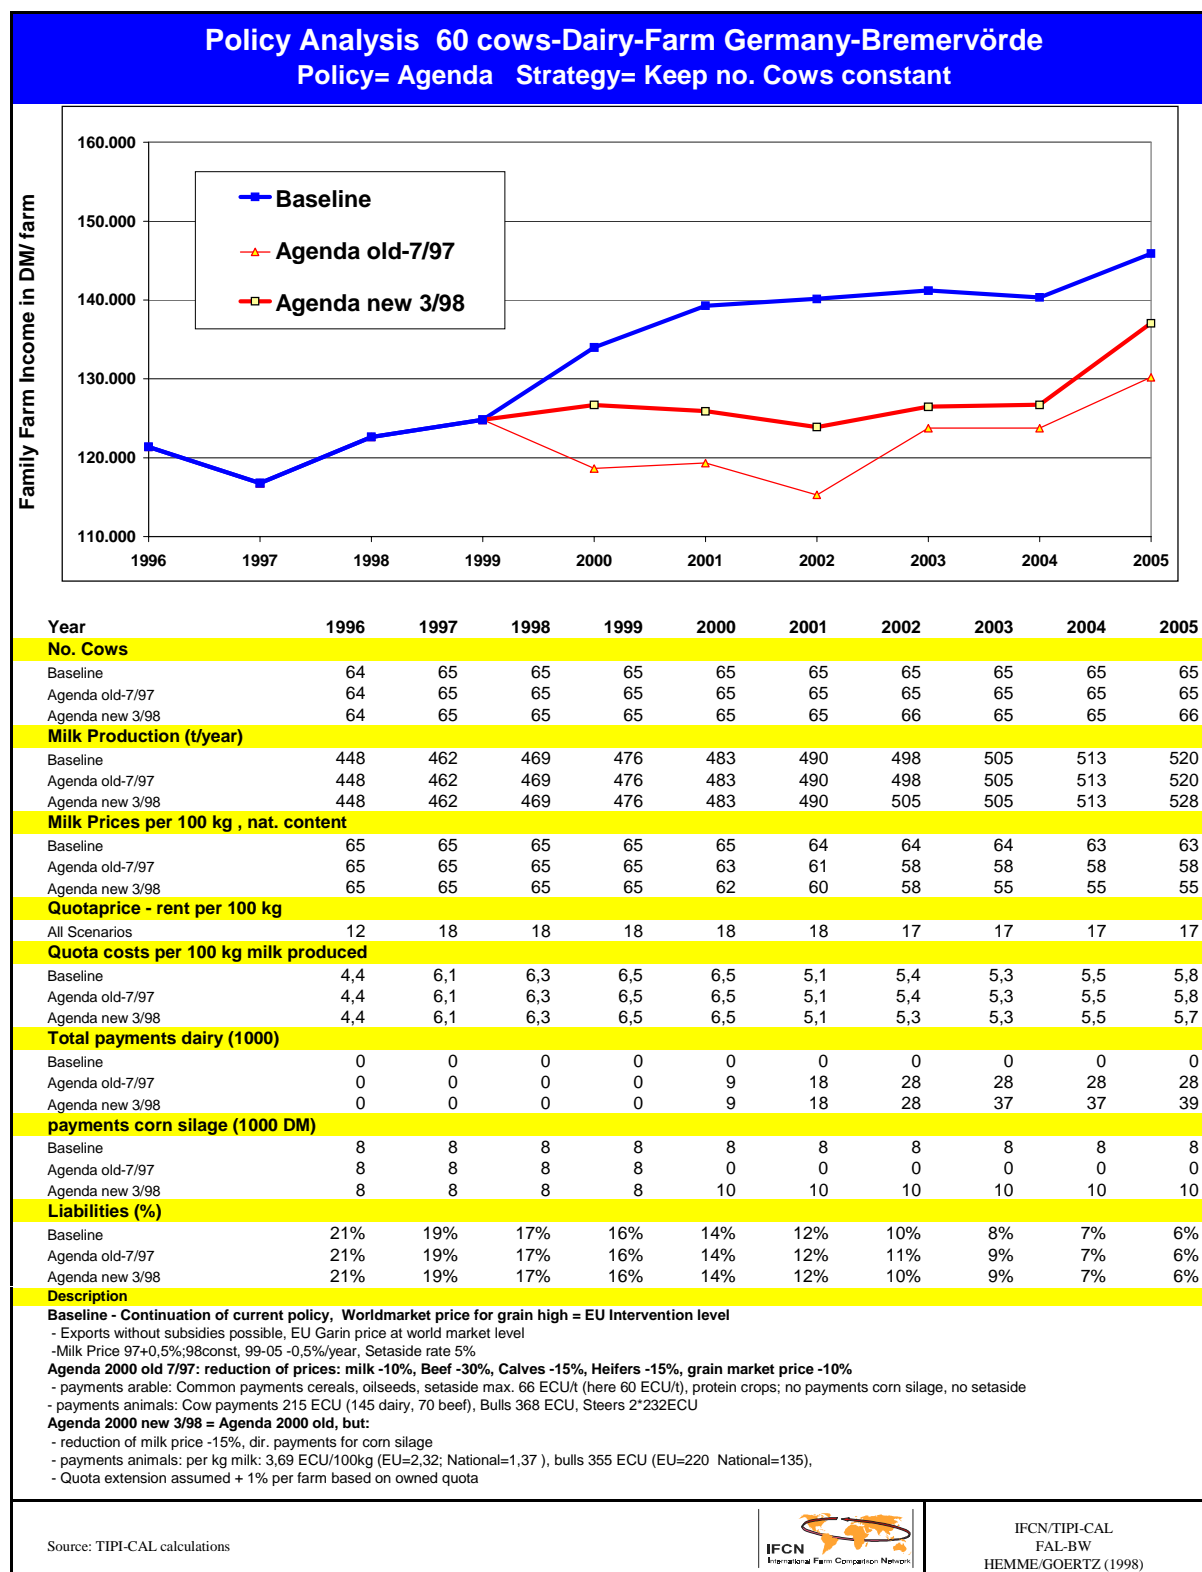 Policy Analysis 60 cows-Dairy-Farm Germany-Bremervörde
Policy= Agenda Strategy= Keep no. Cows constant
Family Farm Income in DM/ farm
160.000
150.000
140.000
130.000
120.000
110.000
Baseline
Agenda old-7/97
Agenda new 3/98
1996 1997 1998 1999 2000 2001 2002 2003 2004 2005
Year 1996 1997 1998 1999 2000 2001 2002 2003 2004 2005
No. Cows
Baseline 64 65 65 65 65 65 65 65 65 65
Agenda old-7/97 64 65 65 65 65 65 65 65 65 65
Agenda new 3/98 64 65 65 65 65 65 66 65 65 66
Milk Production (t/year)
Baseline 448 462 469 476 483 490 498 505 513 520
Agenda old-7/97 448 462 469 476 483 490 498 505 513 520
Agenda new 3/98 448 462 469 476 483 490 505 505 513 528
Milk Prices per 100 kg , nat. content
Baseline 65 65 65 65 65 64 64 64 63 63
Agenda old-7/97 65 65 65 65 63 61 58 58 58 58
Agenda new 3/98 65 65 65 65 62 60 58 55 55 55
Quotaprice - rent per 100 kg
All Scenarios 12 18 18 18 18 18 17 17 17 17
Quota costs per 100 kg milk produced
Baseline 4,4 6,1 6,3 6,5 6,5 5,1 5,4 5,3 5,5 5,8
Agenda old-7/97 4,4 6,1 6,3 6,5 6,5 5,1 5,4 5,3 5,5 5,8
Agenda new 3/98 4,4 6,1 6,3 6,5 6,5 5,1 5,3 5,3 5,5 5,7
Total payments dairy (1000)
Baseline 0 0 0 0 0 0 0 0 0 0
Agenda old-7/97 0 0 0 0 9 18 28 28 28 28
Agenda new 3/98 0 0 0 0 9 18 28 37 37 39
payments corn silage (1000 DM)
Baseline 8 8 8 8 8 8 8 8 8 8
Agenda old-7/97 8 8 8 8 0 0 0 0 0 0
Agenda new 3/98 8 8 8 8 10 10 10 10 10 10
Liabilities (%)
Baseline 21% 19% 17% 16% 14% 12% 10% 8% 7% 6%
Agenda old-7/97 21% 19% 17% 16% 14% 12% 11% 9% 7% 6%
Agenda new 3/98 21% 19% 17% 16% 14% 12% 10% 9% 7% 6%
Description
Baseline - Continuation of current policy, Worldmarket price for grain high = EU Intervention level
- Exports without subsidies possible, EU Garin price at world market level
-Milk Price 97+0,5%;98const, 99-05 -0,5%/year, Setaside rate 5%
Agenda 2000 old 7/97: reduction of prices: milk -10%, Beef -30%, Calves -15%, Heifers -15%, grain market price -10%
- payments arable: Common payments cereals, oilseeds, setaside max. 66 ECU/t (here 60 ECU/t), protein crops; no payments corn silage, no setaside
- payments animals: Cow payments 215 ECU (145 dairy, 70 beef), Bulls 368 ECU, Steers 2*232ECU
Agenda 2000 new 3/98 = Agenda 2000 old, but:
- reduction of milk price -15%, dir. payments for corn silage
- payments animals: per kg milk: 3,69 ECU/100kg (EU=2,32; National=1,37 ), bulls 355 ECU (EU=220 National=135),
- Quota extension assumed + 1% per farm based on owned quota
Source: TIPI-CAL calculations
IFCN
International Farm Comparison Network
IFCN/TIPI-CAL
FAL-BW
HEMME/GOERTZ (1998)